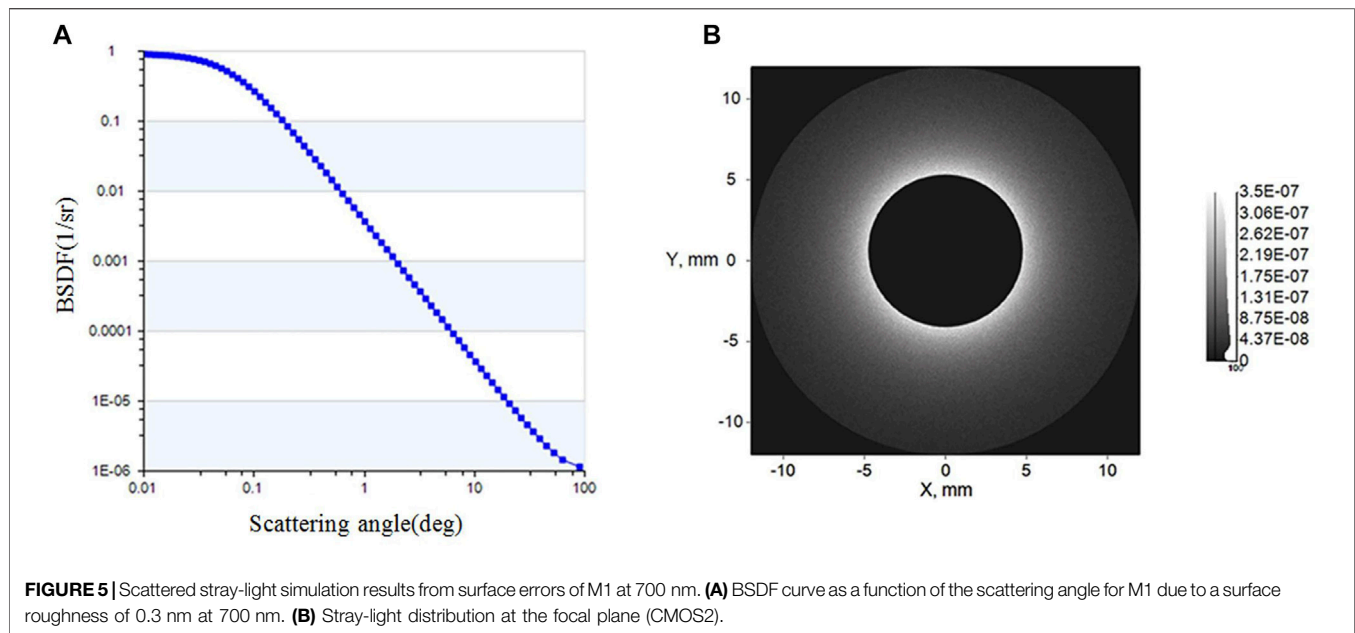 A
1
0.1
0.01
0.001
0.0001
1E-05
1E-06
BSDF(1/sr)
0.01 0.1 1 10 100
Scattering angle(deg)
B
10
5
Y, mm 0
-5
-10
-10 -5 0 5 10
X, mm
3.5E-07
3.06E-07
2.62E-07
2.19E-07
1.75E-07
1.31E-07
8.75E-08
4.37E-08
0
100
FIGURE 5 | Scattered stray-light simulation results from surface errors of M1 at 700 nm. (A) BSDF curve as a function of the scattering angle for M1 due to a surface
roughness of 0.3 nm at 700 nm. (B) Stray-light distribution at the focal plane (CMOS2).